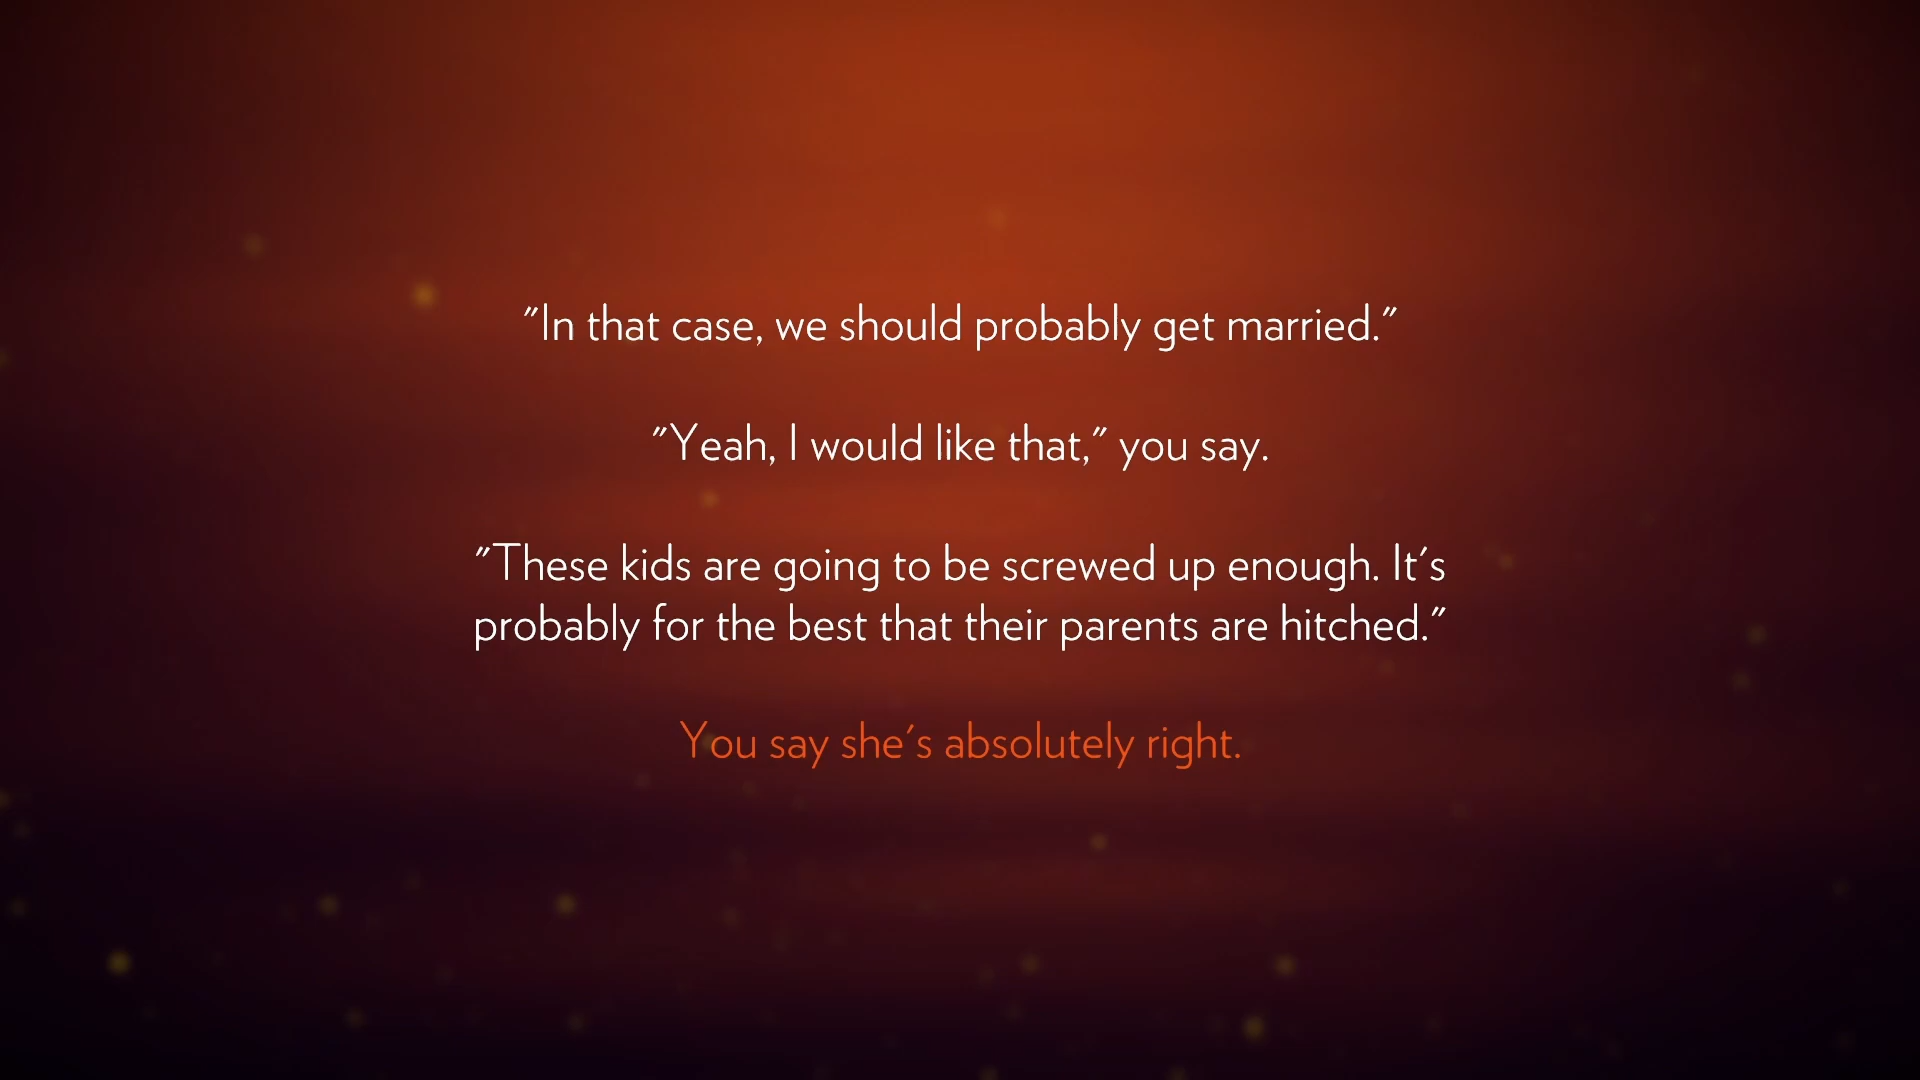 "In that case, we should probably get married."
"Yeah, I would like that," you say.
"These kids are going to be screwed up enough. It's
probably for the best that their parents are hitched."
You say she's absolutely right.